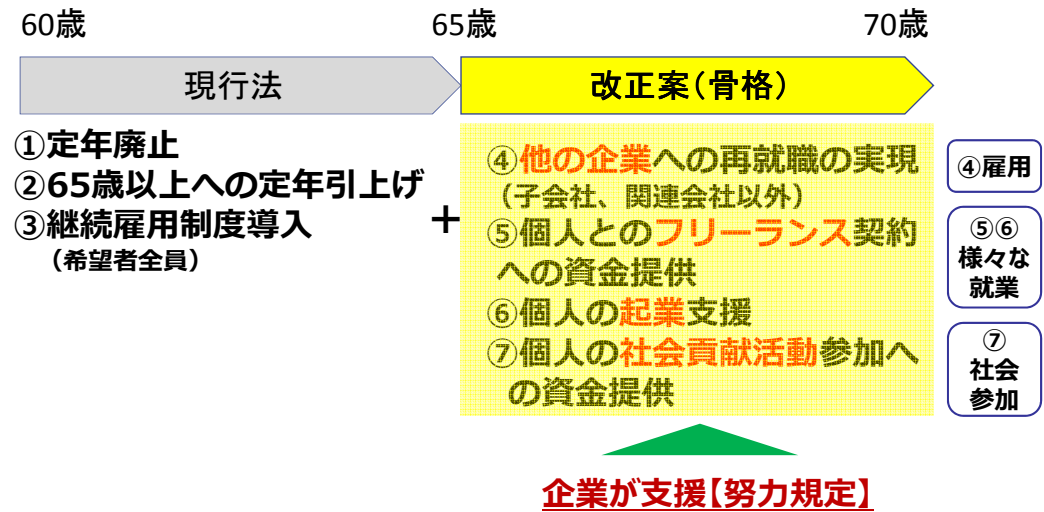 60歳
65歳
70歳
現行法
改正案(骨格)
①定年廃止
②65歳以上への定年引上げ
③継続雇用制度導入
（希望者全員）
+
④他の企業への再就職の実現
（子会社、関連会社以外）
⑤個人とのフリーランス契約
への資金提供
⑥個人の起業支援
⑦個人の社会貢献活動参加へ
の資金提供
④雇用
⑤⑥
様々な
就業
⑦
社会
参加
企業が支援【努力規定】